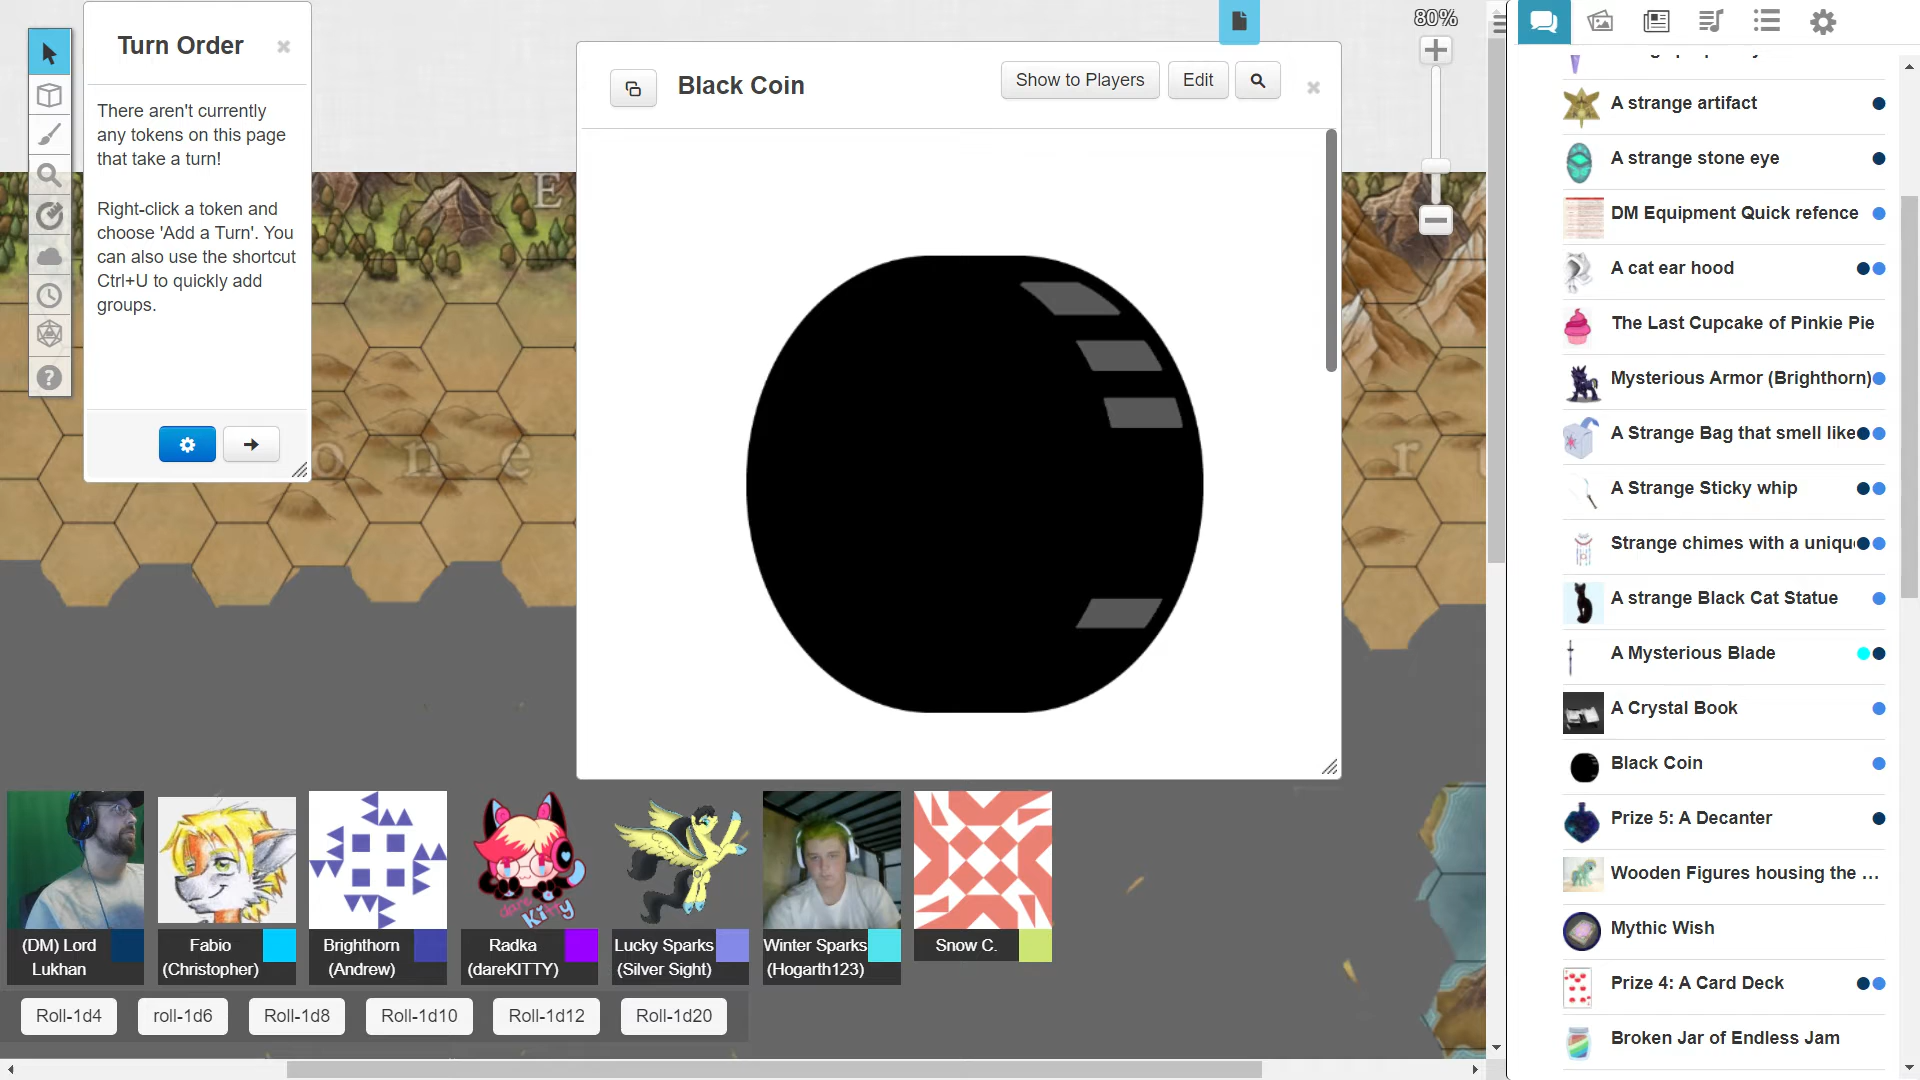 80%
Turn Order
There aren't currently
any tokens on this page
that take a turn!
Right-click a token and
choose 'Add a Turn'. You
can also use the shortcut
Ctrl+U to quickly add
groups.
Black Coin
Show to Players
Edit
E
o n e
r
A strange artifact
A strange stone eye
DM Equipment Quick refence
A cat ear hood
The Last Cupcake of Pinkie Pie
Mysterious Armor (Brighthorn)
A Strange Bag that smell like
A Strange Sticky whip
Strange chimes with a uniqu
A strange Black Cat Statue
A Mysterious Blade
A Crystal Book
Black Coin
Prize 5: A Decanter
Wooden Figures housing the ...
Mythic Wish
Prize 4: A Card Deck
Broken Jar of Endless Jam
dare
Kitty
(DM) Lord
Lukhan
Fabio
(Christopher)
Brighthorn
(Andrew)
Radka
(dareKITTY)
Lucky Sparks
(Silver Sight)
Winter Sparks
(Hogarth123)
Snow C.
Roll-1d4
roll-1d6
Roll-1d8
Roll-1d10
Roll-1d12
Roll-1d20